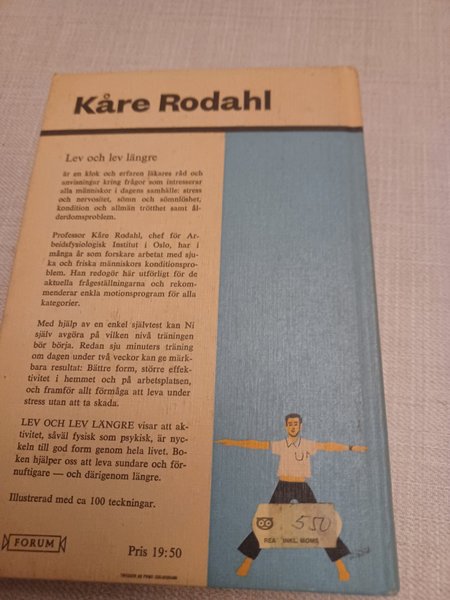 Kåre Rodahl
Lev och lev längre
är en klok och erfaren läkares råd och
anvisningar kring frågor som intresserar
alla människor i dagens samhälle: stress
och nervositet, sömn och sömnlöshet,
kondition och allmän trötthet samt ål-
derdomsproblem.
Professor Kåre Rodahl, chef för Ar-
beidsfysiologisk Institut i Oslo, har i
många år som forskare arbetat med sju-
ka och friska människors konditionspro-
blem. Han redogör här utförligt för de
aktuella frågeställningarna och rekom-
menderar enkla motionsprogram för alla
kategorier.
Med hjälp av en enkel självtest kan Ni
själv avgöra på vilken nivå träningen
bör börja. Redan sju minuters träning
om dagen under två veckor kan ge märk-
bara resultat: Bättre form, större effek-
tivitet i hemmet och på arbetsplatsen,
och framför allt förmåga att leva under
stress utan att ta skada.
LEV OCH LEV LÄNGRE visar att ak-
tivitet, såväl fysisk som psykisk, är nyc-
keln till god form genom hela livet. Bo-
ken hjälper oss att leva sundare och för-
nuftigare — och därigenom längre.
Illustrerad med ca 100 teckningar.
FORUM
Pris 19:50
550
REA INKL. MOMS